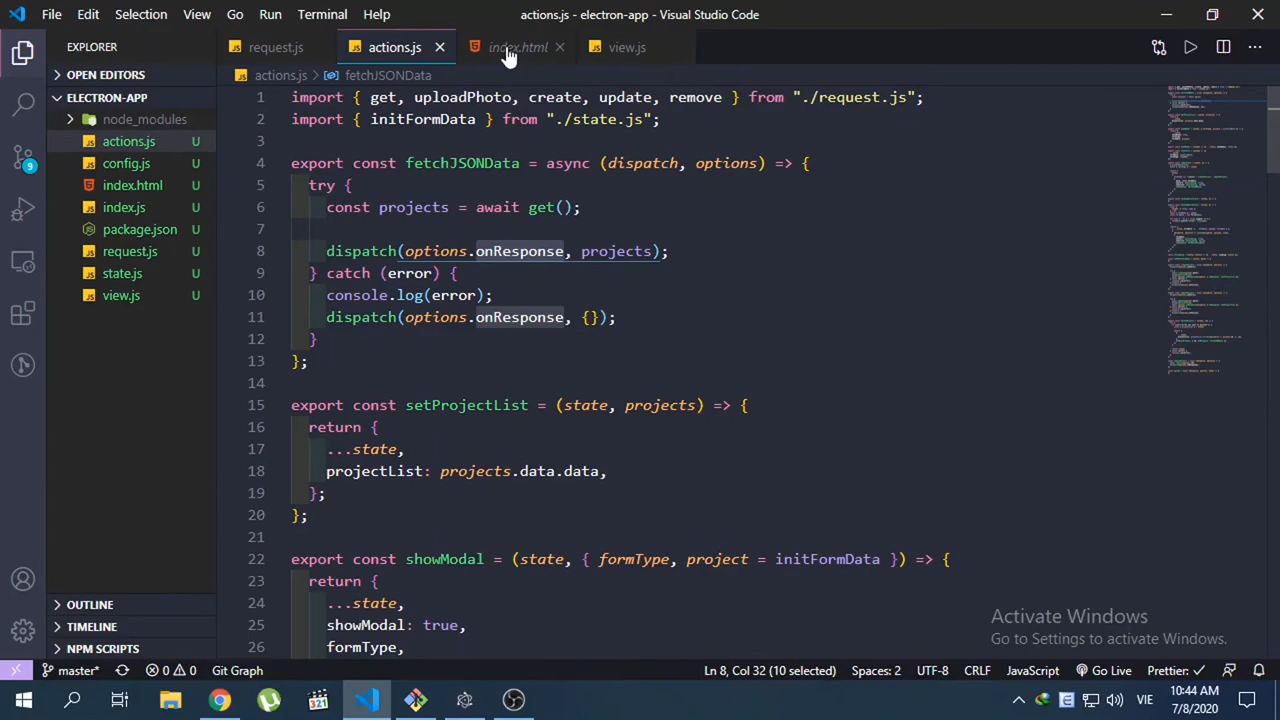 File Edit Selection View Go Run Terminal Help
actions.js - electron-app - Visual Studio Code
EXPLORER
request.js
actions.js
index.html
view.js
OPEN EDITORS
ELECTRON-APP
node_modules
actions.js U
config.js U
index.html U
index.js U
package.json U
request.js U
state.js U
view.js U
OUTLINE
TIMELINE
NPM SCRIPTS
9
actions.js > fetchJSONData
1 import { get, uploadPhoto, create, update, remove } from "./request.js";
2 import { initFormData } from "./state.js";
3
4 export const fetchJSONData = async (dispatch, options) => {
5 try {
6 const projects = await get();
7
8 dispatch(options.onResponse, projects);
9 } catch (error) {
10 console.log(error);
11 dispatch(options.onResponse, {});
12 }
13 };
14
15 export const setProjectList = (state, projects) => {
16 return {
17 ...state,
18 projectList: projects.data.data,
19 };
20 };
21
22 export const showModal = (state, { formType, project = initFormData }) => {
23 return {
24 ...state,
25 showModal: true,
26 formType,
Activate Windows
Go to Settings to activate Windows.
master* 0 0 Git Graph
Ln 8, Col 32 (10 selected) Spaces: 2 UTF-8 CRLF JavaScript Go Live Prettier: ✓
VIE
10:44 AM
7/8/2020